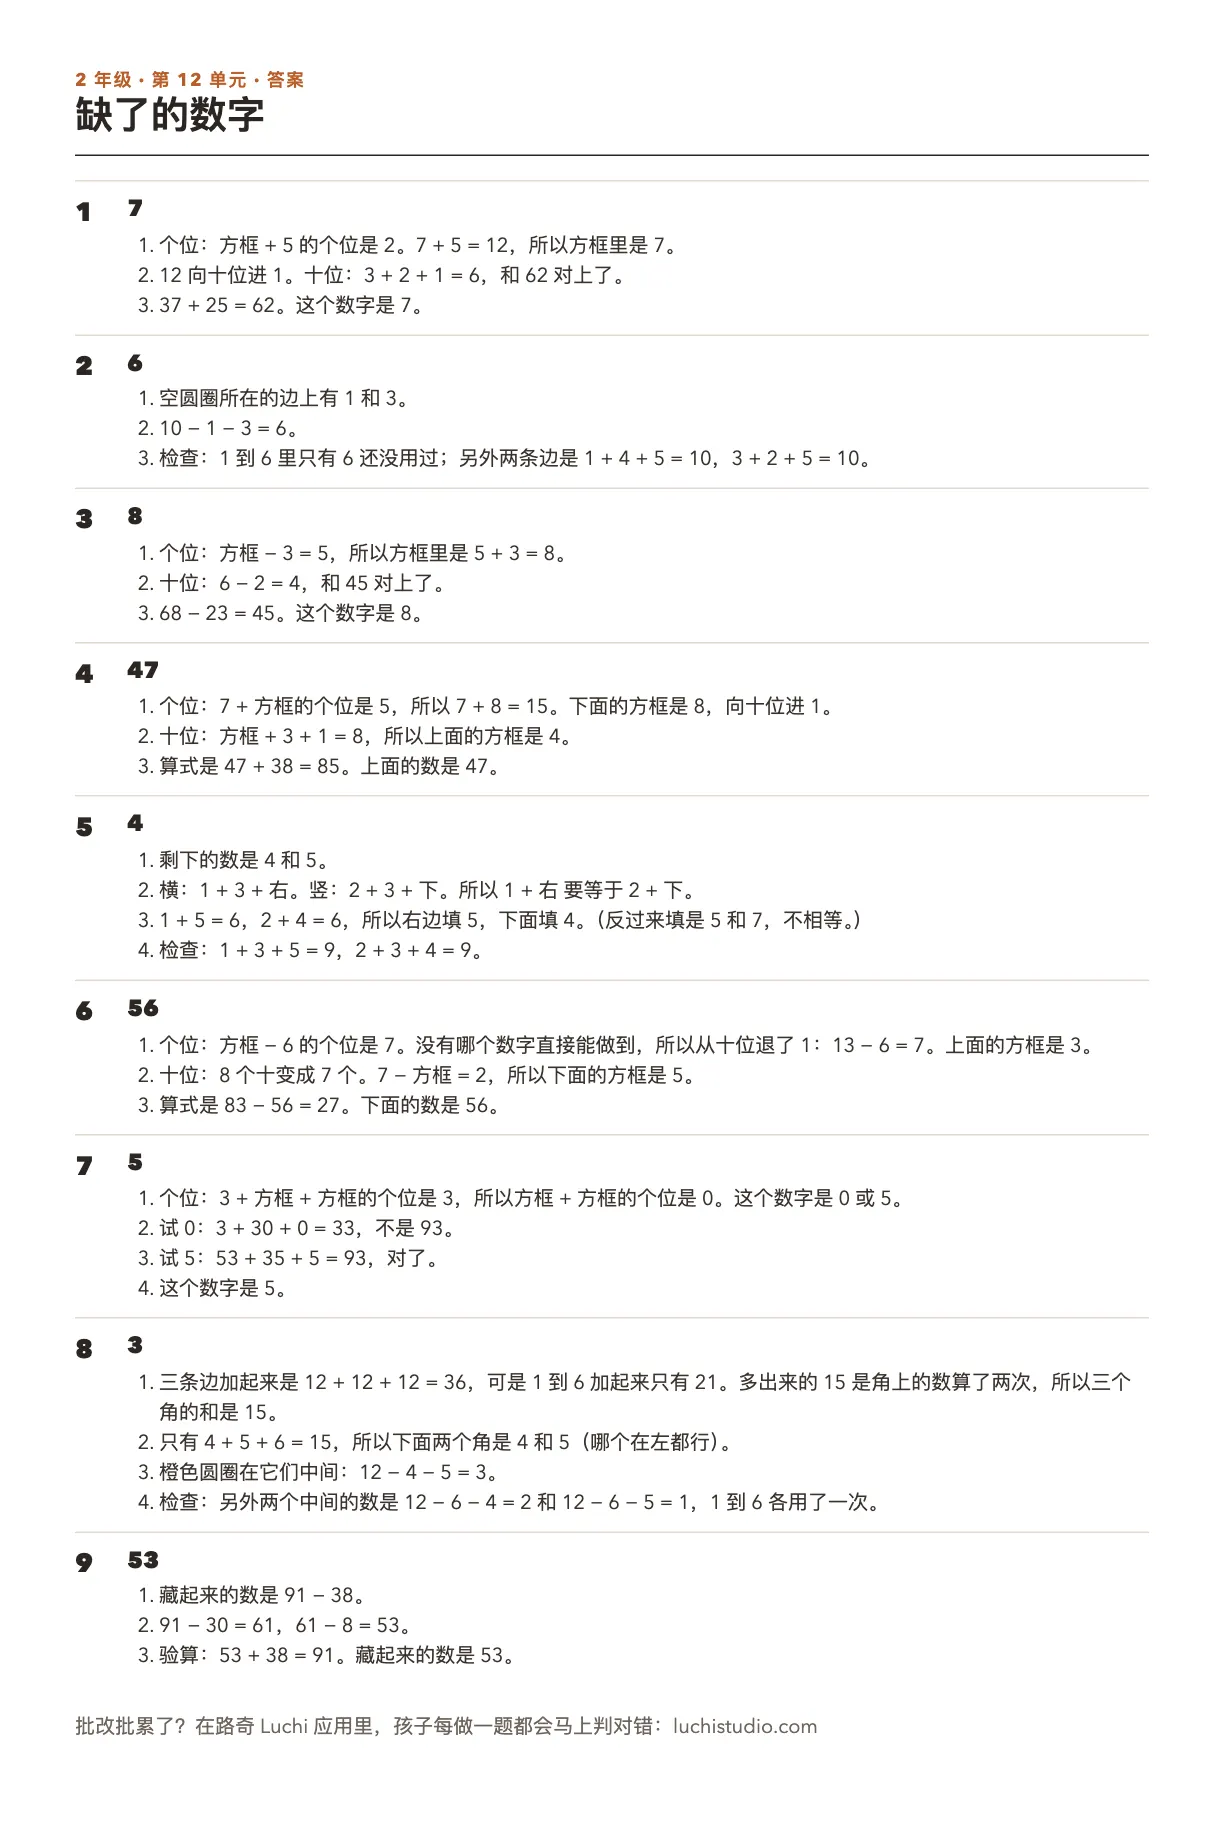 2 年级 · 第 12 单元 · 答案
缺了的数字
1 7
1. 个位：方框 + 5 的个位是 2。7 + 5 = 12，所以方框里是 7。
2. 12 向十位进 1。十位：3 + 2 + 1 = 6，和 62 对上了。
3. 37 + 25 = 62。这个数字是 7。
2 6
1. 空圆圈所在的边上有 1 和 3。
2. 10 − 1 − 3 = 6。
3. 检查：1 到 6 里只有 6 还没用过；另外两条边是 1 + 4 + 5 = 10，3 + 2 + 5 = 10。
3 8
1. 个位：方框 − 3 = 5，所以方框里是 5 + 3 = 8。
2. 十位：6 − 2 = 4，和 45 对上了。
3. 68 − 23 = 45。这个数字是 8。
4 47
1. 个位：7 + 方框的个位是 5，所以 7 + 8 = 15。下面的方框是 8，向十位进 1。
2. 十位：方框 + 3 + 1 = 8，所以上面的方框是 4。
3. 算式是 47 + 38 = 85。上面的数是 47。
5 4
1. 剩下的数是 4 和 5。
2. 横：1 + 3 + 右。竖：2 + 3 + 下。所以 1 + 右 要等于 2 + 下。
3. 1 + 5 = 6，2 + 4 = 6，所以右边填 5，下面填 4。（反过来填是 5 和 7，不相等。）
4. 检查：1 + 3 + 5 = 9，2 + 3 + 4 = 9。
6 56
1. 个位：方框 − 6 的个位是 7。没有哪个数字直接能做到，所以从十位退了 1：13 − 6 = 7。上面的方框是 3。
2. 十位：8 个十变成 7 个。7 − 方框 = 2，所以下面的方框是 5。
3. 算式是 83 − 56 = 27。下面的数是 56。
7 5
1. 个位：3 + 方框 + 方框的个位是 3，所以方框 + 方框的个位是 0。这个数字是 0 或 5。
2. 试 0：3 + 30 + 0 = 33，不是 93。
3. 试 5：53 + 35 + 5 = 93，对了。
4. 这个数字是 5。
8 3
1. 三条边加起来是 12 + 12 + 12 = 36，可是 1 到 6 加起来只有 21。多出来的 15 是角上的数算了两次，所以三个
角的和是 15。
2. 只有 4 + 5 + 6 = 15，所以下面两个角是 4 和 5（哪个在左都行）。
3. 橙色圆圈在它们中间：12 − 4 − 5 = 3。
4. 检查：另外两个中间的数是 12 − 6 − 4 = 2 和 12 − 6 − 5 = 1，1 到 6 各用了一次。
9 53
1. 藏起来的数是 91 − 38。
2. 91 − 30 = 61，61 − 8 = 53。
3. 验算：53 + 38 = 91。藏起来的数是 53。
批改批累了？在路奇 Luchi 应用里，孩子每做一题都会马上判对错：luchistudio.com